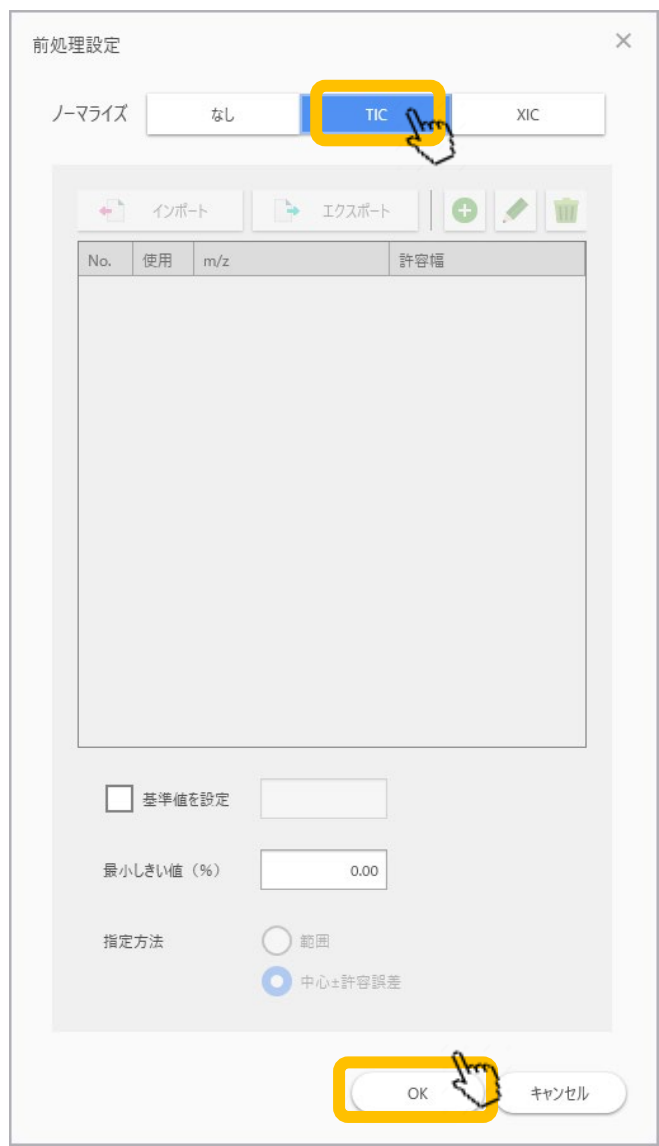 前処理設定
ノーマライズ なし TIC XIC
インポート エクスポート
No. 使用 m/z 許容幅
基準値を設定
最小しきい値（%） 0.00
指定方法 範囲
中心±許容誤差
OK キャンセル